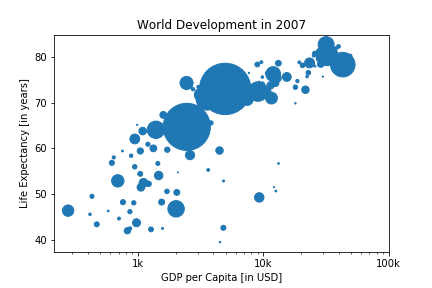 World Development in 2007
Life Expectancy [in years]
80
70
60
50
40
1k
10k
100k
GDP per Capita [in USD]